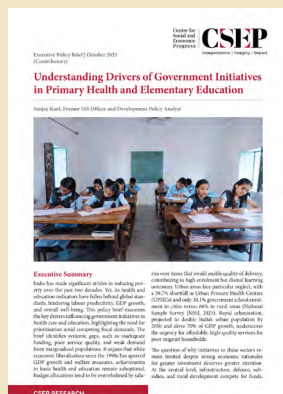 Centre for
Social and
Economic
Progress
CSEP
Independence | Integrity | Impact
Executive Policy Brief | October 2025
(Contributory)
Understanding Drivers of Government Initiatives
in Primary Health and Elementary Education
Sanjay Kaul, Former IAS Officer and Development Policy Analyst
Executive Summary
India has made significant strides in reducing pov-
erty over the past two decades. Yet, its health and
education indicators have fallen behind global stan-
dards, hindering labour productivity, GDP growth,
and overall well-being. This policy brief examines
the key drivers influencing government initiatives in
health care and education, highlighting the need for
prioritisation amid competing fiscal demands. The
brief identifies systemic gaps, such as inadequate
funding, poor service quality, and weak demand
from marginalised populations. It argues that while
economic liberalisation since the 1990s has spurred
GDP growth and welfare measures, achievements
in basic health and education remain suboptimal.
Budget allocations tend to be overwhelmed by sala-
ries over items that would enable quality of delivery,
contributing to high enrolment but dismal learning
outcomes. Urban areas face particular neglect, with
a shortfall in Urban Primary Health Centres
(UPHCs) and only 30.1% government school enrol-
ment in cities versus 66% in rural areas (National
Sample Survey [NSS], 2025). Rapid urbanisation,
projected to double India's urban population by
2050 and drive 70% of GDP growth, underscores
the urgency for affordable, high-quality services for
poor migrant households.
The question of why initiatives in these sectors re-
main limited despite strong economic rationales
for greater investment deserves greater attention.
At the central level, infrastructure, defence, sub-
sidies, and rural development compete for funds,
CSEP RESEARCH